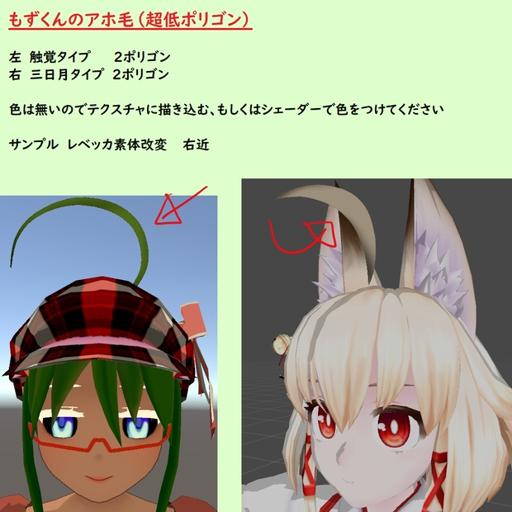 もずくんのアホ毛（超低ポリゴン）
左 触覚タイプ　2ポリゴン
右 三日月タイプ 2ポリゴン
色は無いのでテクスチャに描き込む、もしくはシェーダーで色をつけてください
サンプル レベッカ素体改変　右近